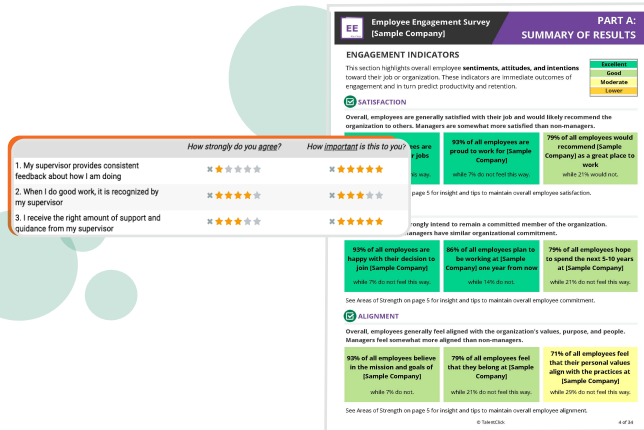 EE
Employee Engagement Survey
[Sample Company]
PART A:
SUMMARY OF RESULTS
ENGAGEMENT INDICATORS
This section highlights overall employee sentiments, attitudes, and intentions
toward their job or organization. These indicators are immediate outcomes of
engagement and in turn predict productivity and retention.
Excellent
Good
Moderate
Lower
SATISFACTION
Overall, employees are generally satisfied with their job and would likely recommend the
organization to others. Managers are somewhat more satisfied than non-managers.
93% of all employees are
proud to work for [Sample
Company]
while 7% do not feel this way.
79% of all employees would
recommend [Sample
Company] as a great place to
work
while 21% would not.
page 5 for insight and tips to maintain overall employee satisfaction.
How strongly do you agree?
How important is this to you?
1. My supervisor provides consistent
feedback about how I am doing
2. When I do good work, it is recognized by
my supervisor
3. I receive the right amount of support and
guidance from my supervisor
intend to remain a committed member of the organization.
have similar organizational commitment.
93% of all employees are
happy with their decision to
join [Sample Company]
while 7% do not feel this way.
86% of all employees plan to
be working at [Sample
Company] one year from now
while 14% do not.
79% of all employees hope
to spend the next 5-10 years
at [Sample Company]
while 21% do not feel this way.
See Areas of Strength on page 5 for insight and tips to maintain overall employee commitment.
ALIGNMENT
Overall, employees generally feel aligned with the organization's values, purpose, and people.
Managers feel somewhat more aligned than non-managers.
93% of all employees believe
in the mission and goals of
[Sample Company]
while 7% do not.
79% of all employees feel
that they belong at [Sample
Company]
while 21% do not feel this way.
71% of all employees feel
that their personal values
align with the practices at
[Sample Company]
while 29% do not feel this way.
See Areas of Strength on page 5 for insight and tips to maintain overall employee alignment.
© TalentClick
4 of 34